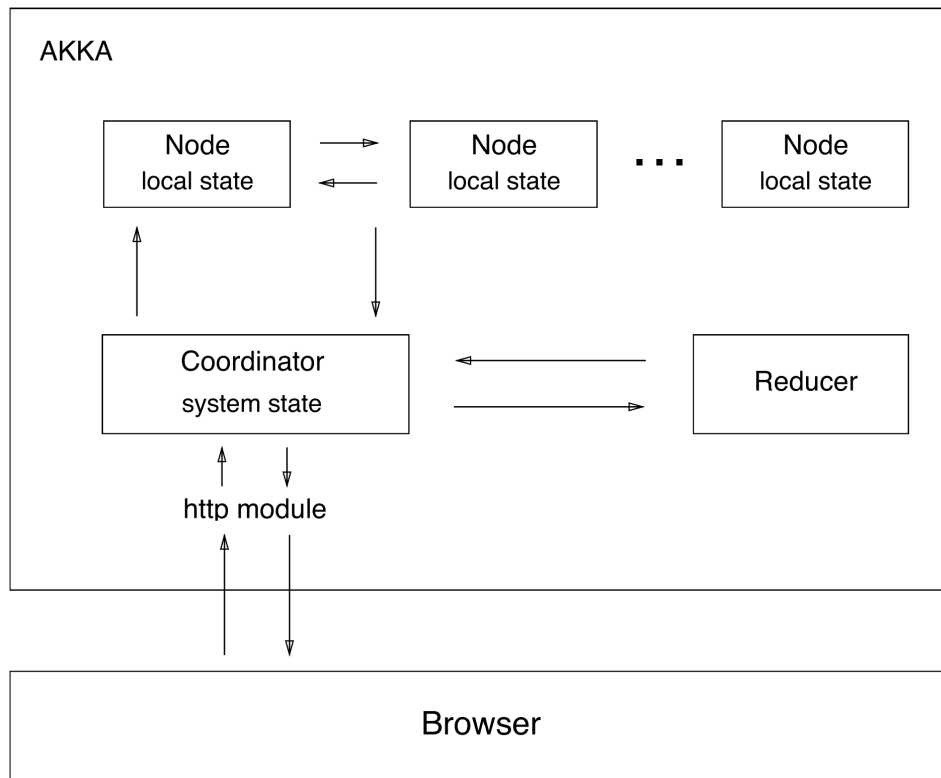 AKKA
Node
local state
Node
local state
...
Node
local state
Coordinator
system state
Reducer
http module
Browser